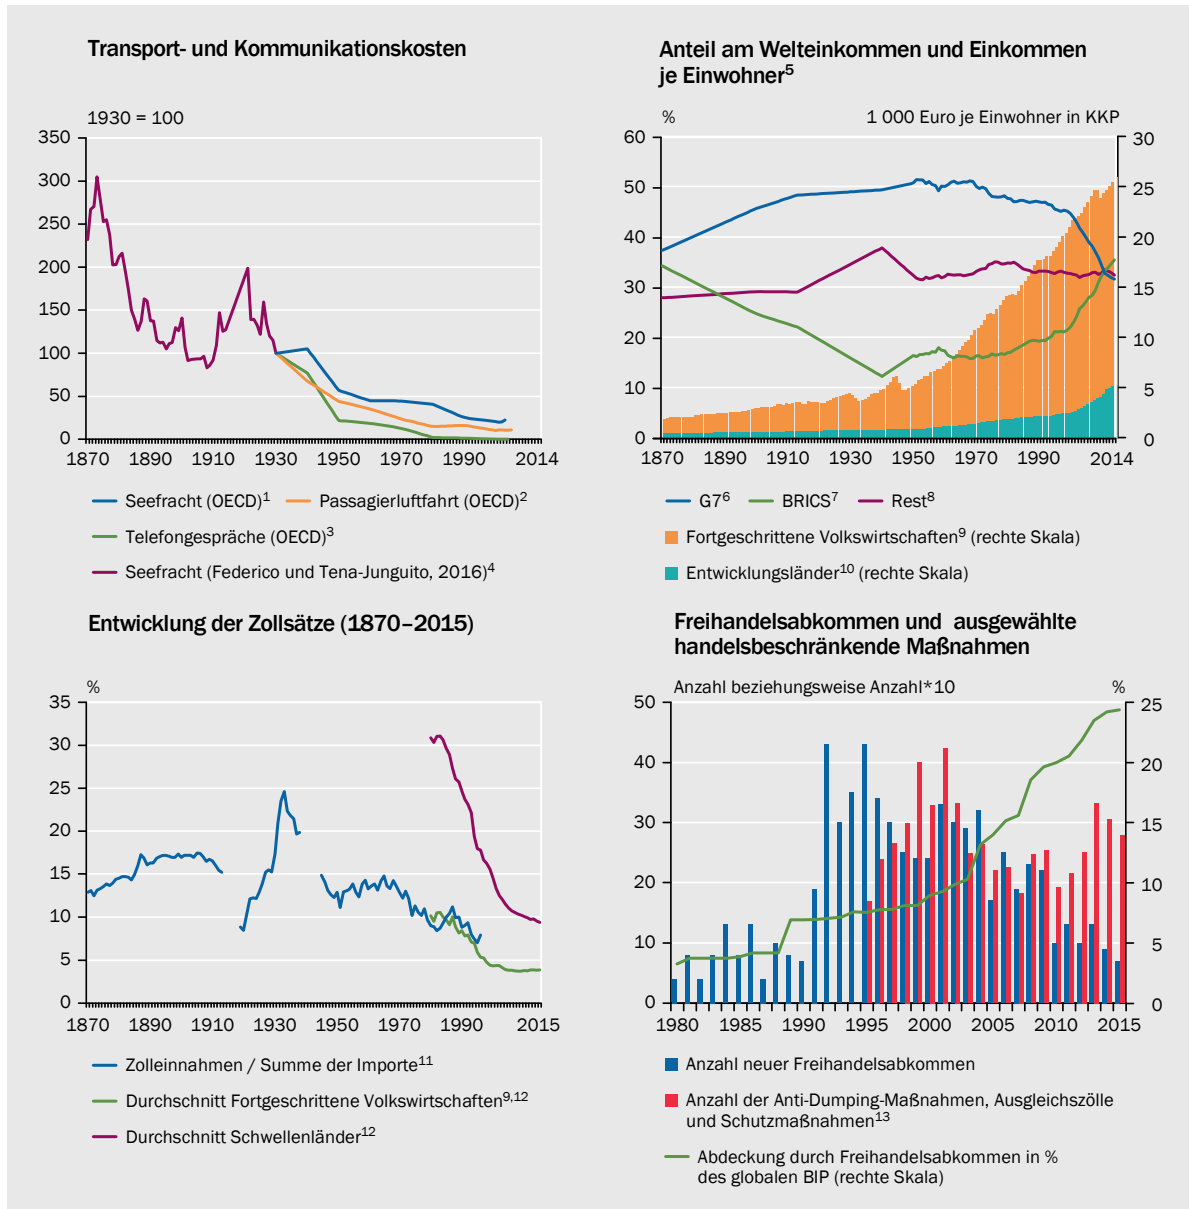 Transport- und Kommunikationskosten
1930 = 100
350
300
250
200
150
100
50
0
1870 1890 1910 1930 1950 1970 1990 2014
Seefracht (OECD)1 Passagierluftfahrt (OECD)2
Telefongespräche (OECD)3
Seefracht (Federico und Tena-Junguito, 2016)4
Anteil am Welteinkommen und Einkommen
je Einwohner5
% 1 000 Euro je Einwohner in KKP
60 30
50 25
40 20
30 15
20 10
10 5
0 0
1870 1890 1910 1930 1950 1970 1990 2014
G76 BRICS7 Rest8
Fortgeschrittene Volkswirtschaften9 (rechte Skala)
Entwicklungsländer10 (rechte Skala)
Entwicklung der Zollsätze (1870–2015)
%
35
30
25
20
15
10
5
0
1870 1890 1910 1930 1950 1970 1990 2015
Zolleinnahmen / Summe der Importe11
Durchschnitt Fortgeschrittene Volkswirtschaften9,12
Durchschnitt Schwellenländer12
Freihandelsabkommen und ausgewählte
handelsbeschränkende Maßnahmen
Anzahl beziehungsweise Anzahl*10 %
50 25
40 20
30 15
20 10
10 5
0 0
1980 1985 1990 1995 2000 2005 2010 2015
Anzahl neuer Freihandelsabkommen
Anzahl der Anti-Dumping-Maßnahmen, Ausgleichszölle
und Schutzmaßnahmen13
Abdeckung durch Freihandelsabkommen in %
des globalen BIP (rechte Skala)